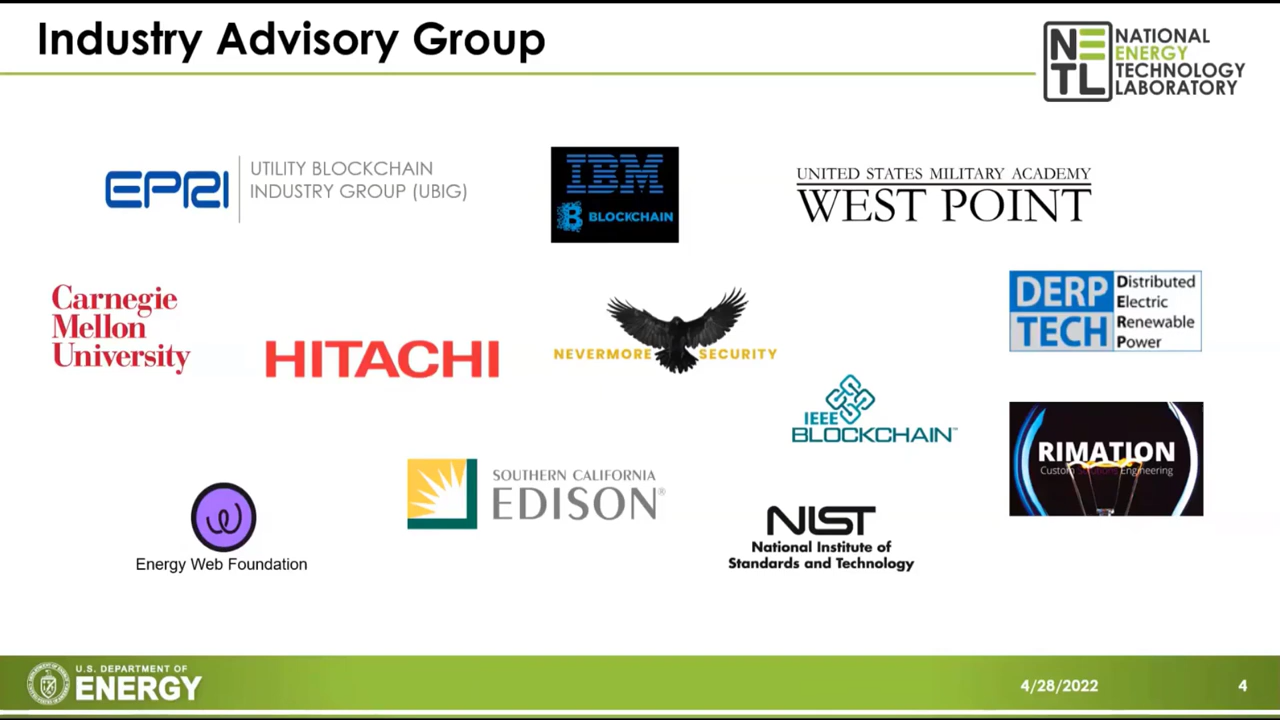 Industry Advisory Group
NETL
NATIONAL
ENERGY
TECHNOLOGY
LABORATORY
EPRI
UTILITY BLOCKCHAIN
INDUSTRY GROUP (UBIG)
IBM
BLOCKCHAIN
UNITED STATES MILITARY ACADEMY
WEST POINT
Carnegie
Mellon
University
HITACHI
NEVERMORE SECURITY
DERP
TECH
Distributed
Electric
Renewable
Power
IEEE
BLOCKCHAIN™
RIMATION
Custom Solutions Engineering
Energy Web Foundation
SOUTHERN CALIFORNIA
EDISON®
NIST
National Institute of
Standards and Technology
U.S. DEPARTMENT OF
ENERGY
4/28/2022
4